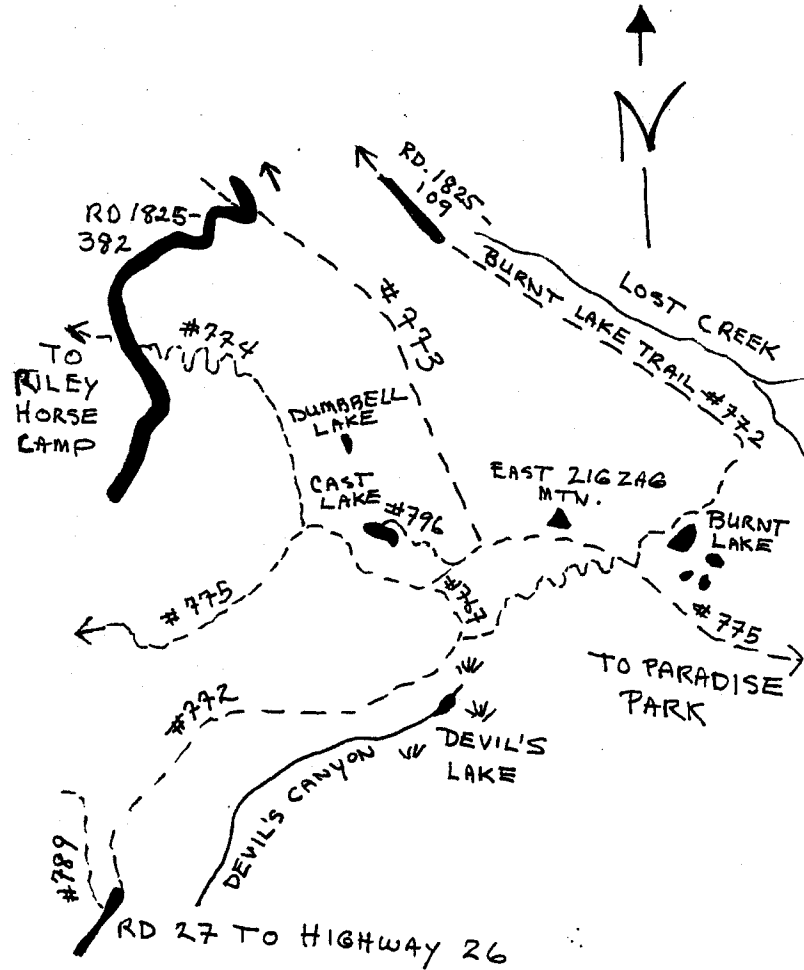 N
RD. 1825-
109
RD 1825-
382
LOST CREEK
BURNT LAKE TRAIL #772
#773
#774
TO
RILEY
HORSE
CAMP
DUMBBELL
LAKE
CAST
LAKE
#796
EAST ZIGZAG
MTN.
BURNT
LAKE
#767
#775
#775
TO PARADISE
PARK
#772
DEVIL'S
LAKE
DEVIL'S CANYON
#789
RD 27 TO HIGHWAY 26